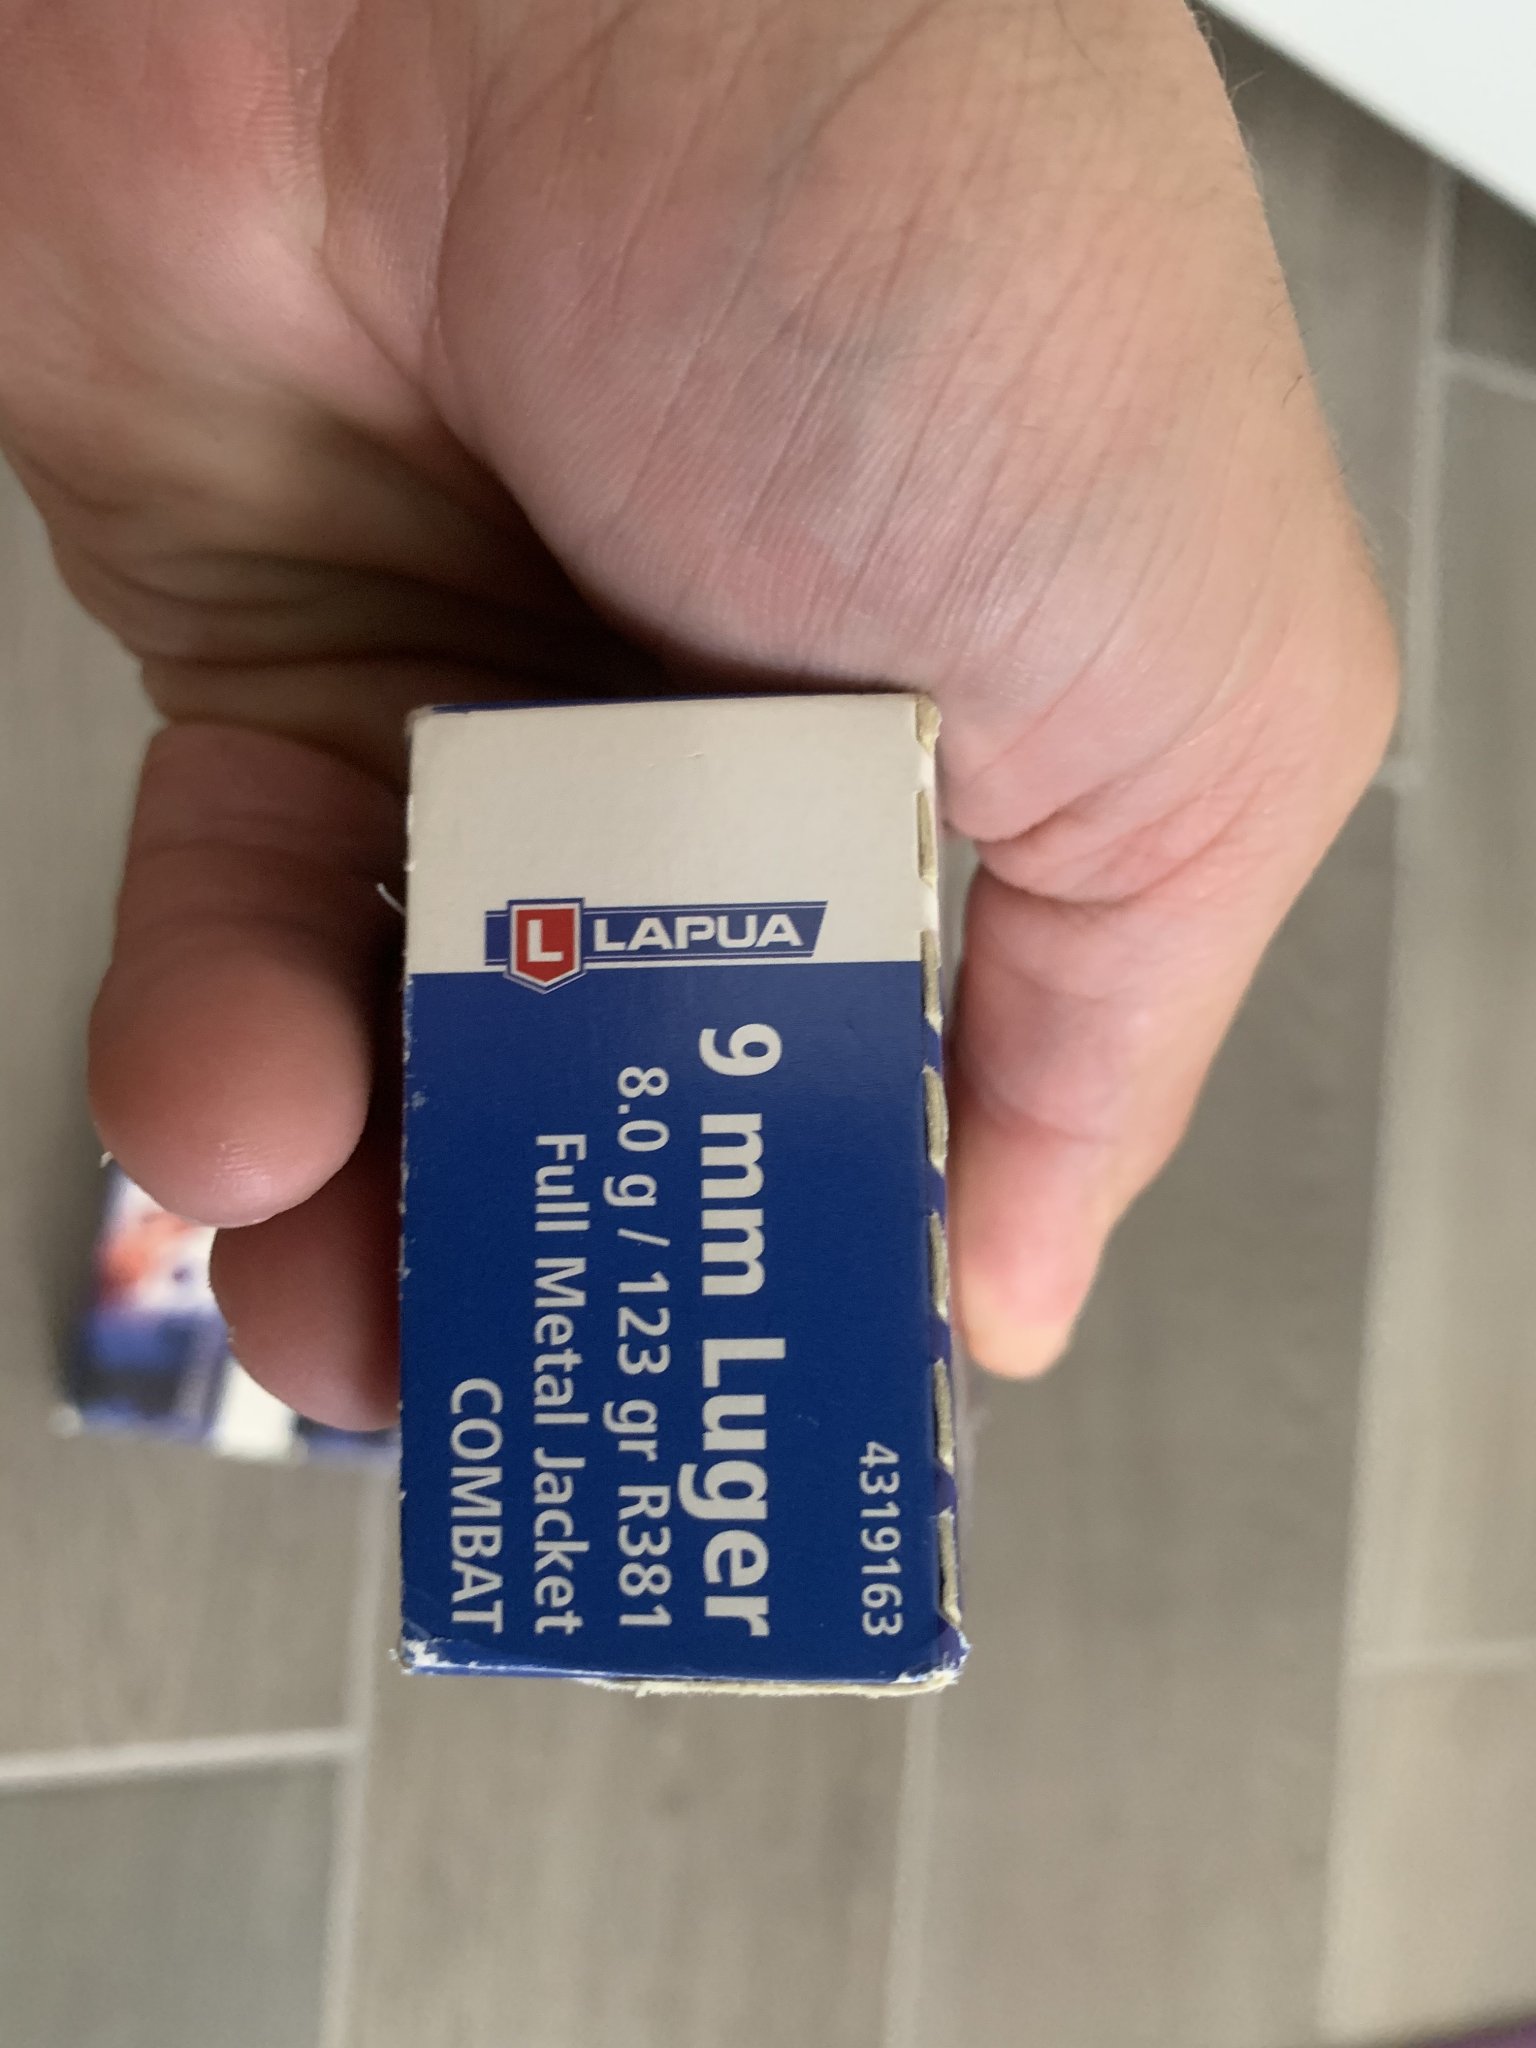 L LAPUA
4319163
9 mm Luger
8.0 g / 123 gr R381
Full Metal Jacket
COMBAT